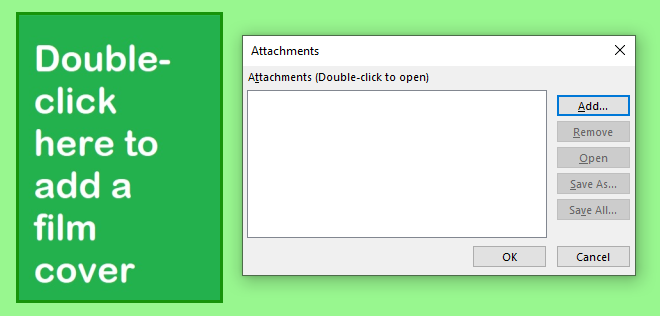 Double-
click
here to
add a
film
cover
Attachments
Attachments (Double-click to open)
Add...
Remove
Open
Save As...
Save All...
OK
Cancel